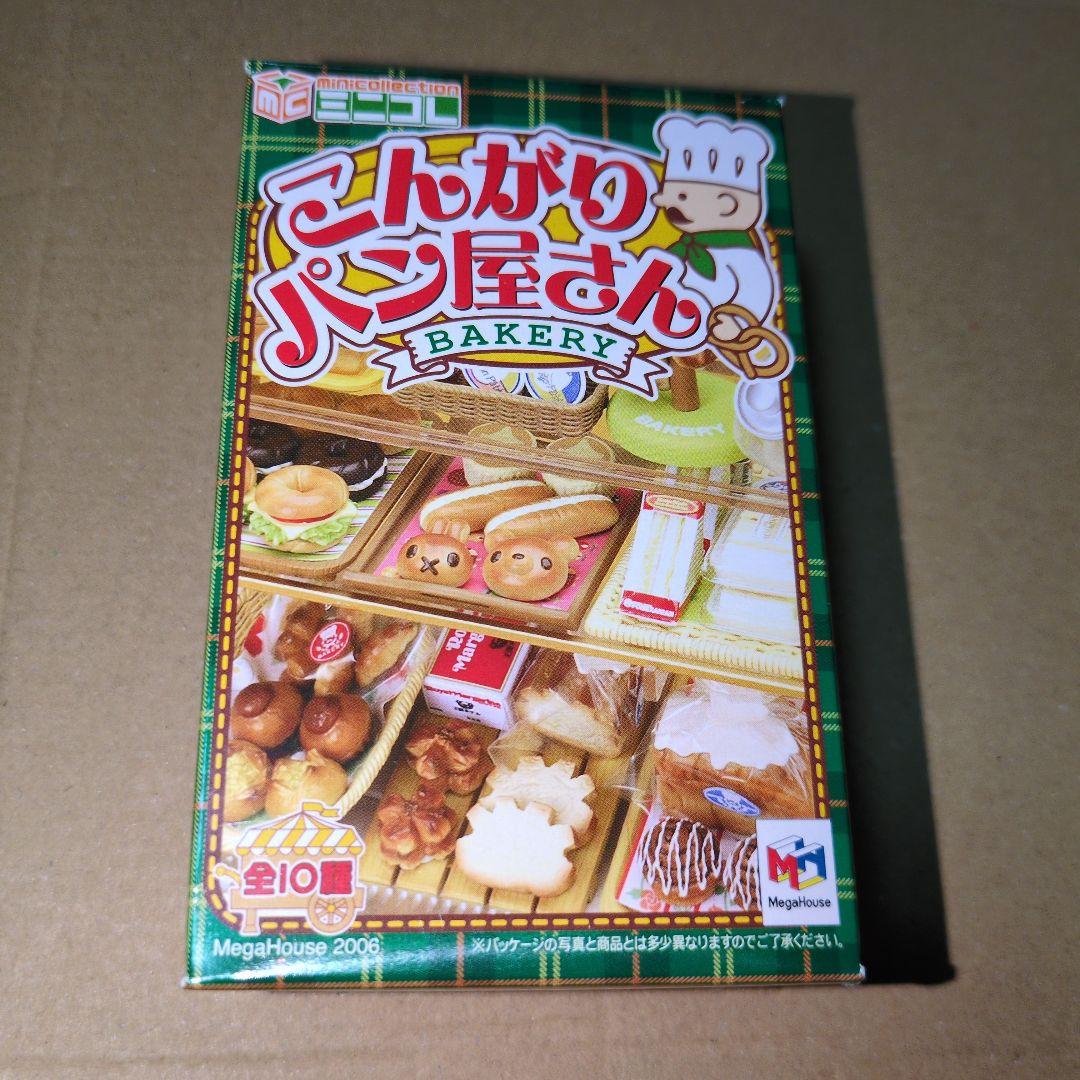 minicollection
MC ミニコレ
こんがり
パン屋さん
BAKERY
BAKERY
BAKERY
全10種
MegaHouse
MegaHouse 2006
※パッケージの写真と商品とは多少異なりますのでご了承ください。